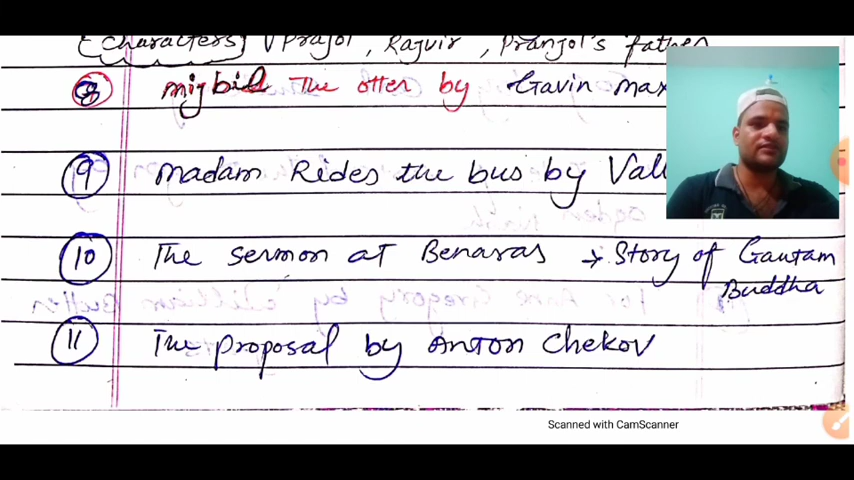 (characters) Prajol, Rajvir, Pranjol's father
8 mijbil The otter by Gavin max
9 madam Rides the bus by Vall
10 The sermon at Benaras → Story of Gautam
Buddha
11 The proposal by Anton Chekov
Scanned with CamScanner